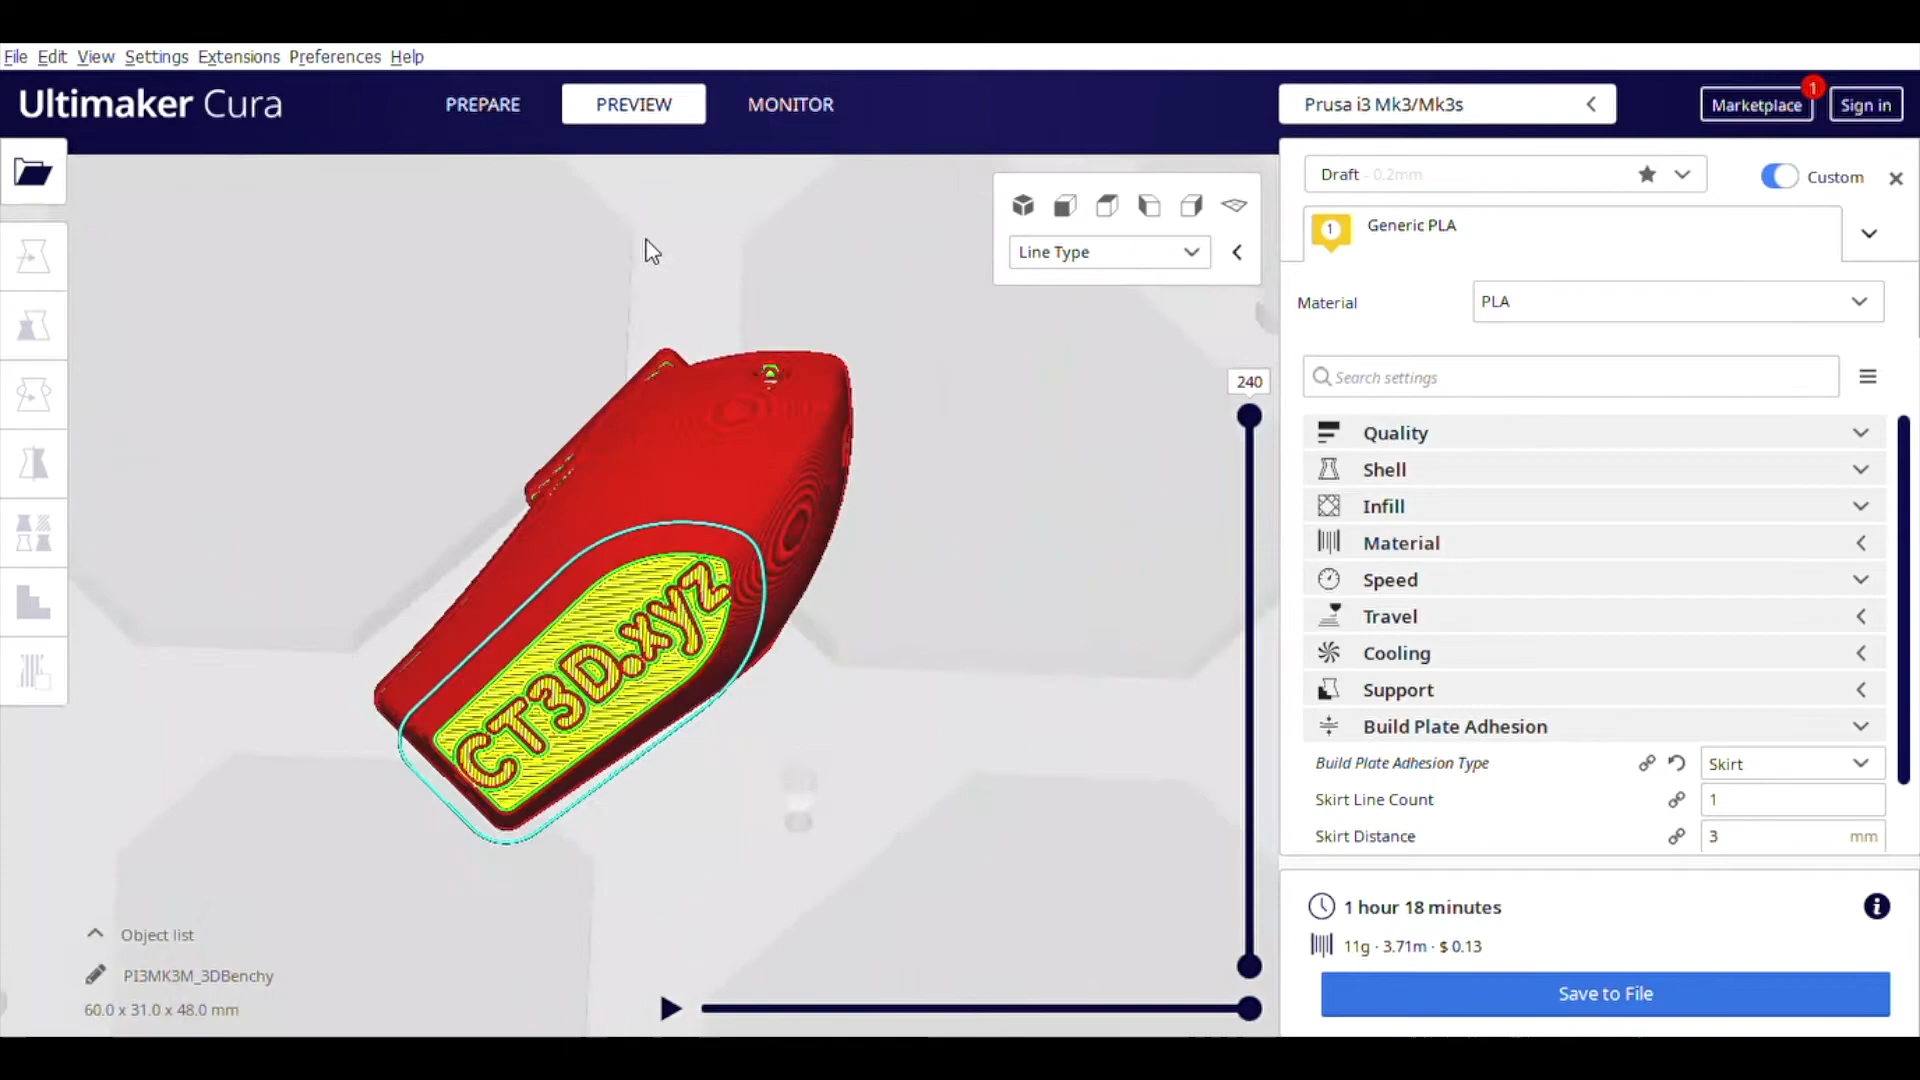 File Edit View Settings Extensions Preferences Help
Ultimaker Cura
PREPARE PREVIEW MONITOR
Prusa i3 Mk3/Mk3s
Marketplace 1
Sign in
Line Type
240
CT3D.xyz
Object list
PI3MK3M_3DBenchy
60.0 x 31.0 x 48.0 mm
Draft - 0.2mm
Custom
1 Generic PLA
Material PLA
Search settings
Quality
Shell
Infill
Material
Speed
Travel
Cooling
Support
Build Plate Adhesion
Build Plate Adhesion Type Skirt
Skirt Line Count 1
Skirt Distance 3 mm
1 hour 18 minutes
11g · 3.71m · $ 0.13
Save to File